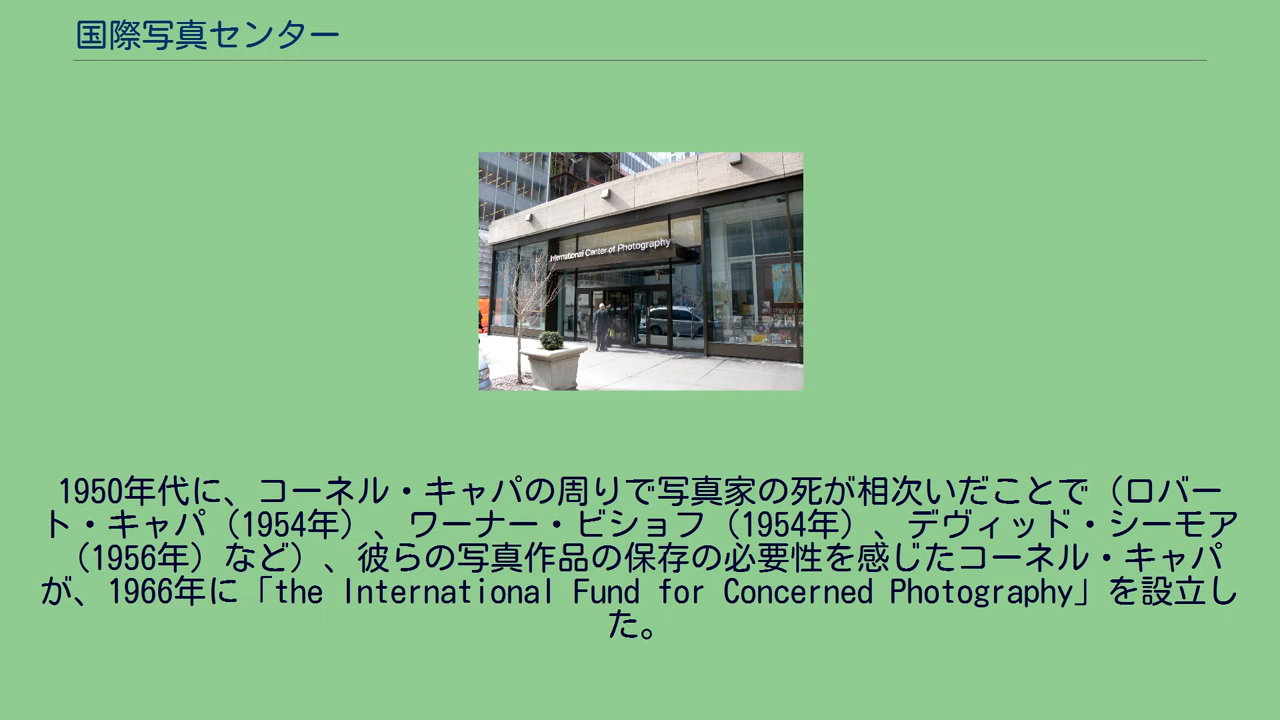 国際写真センター
International Center of Photography
1950年代に、コーネル・キャパの周りで写真家の死が相次いだことで（ロバー
ト・キャパ（1954年）、ワーナー・ビショフ（1954年）、デヴィッド・シーモア
（1956年）など）、彼らの写真作品の保存の必要性を感じたコーネル・キャパ
が、1966年に「the International Fund for Concerned Photography」を設立し
た。